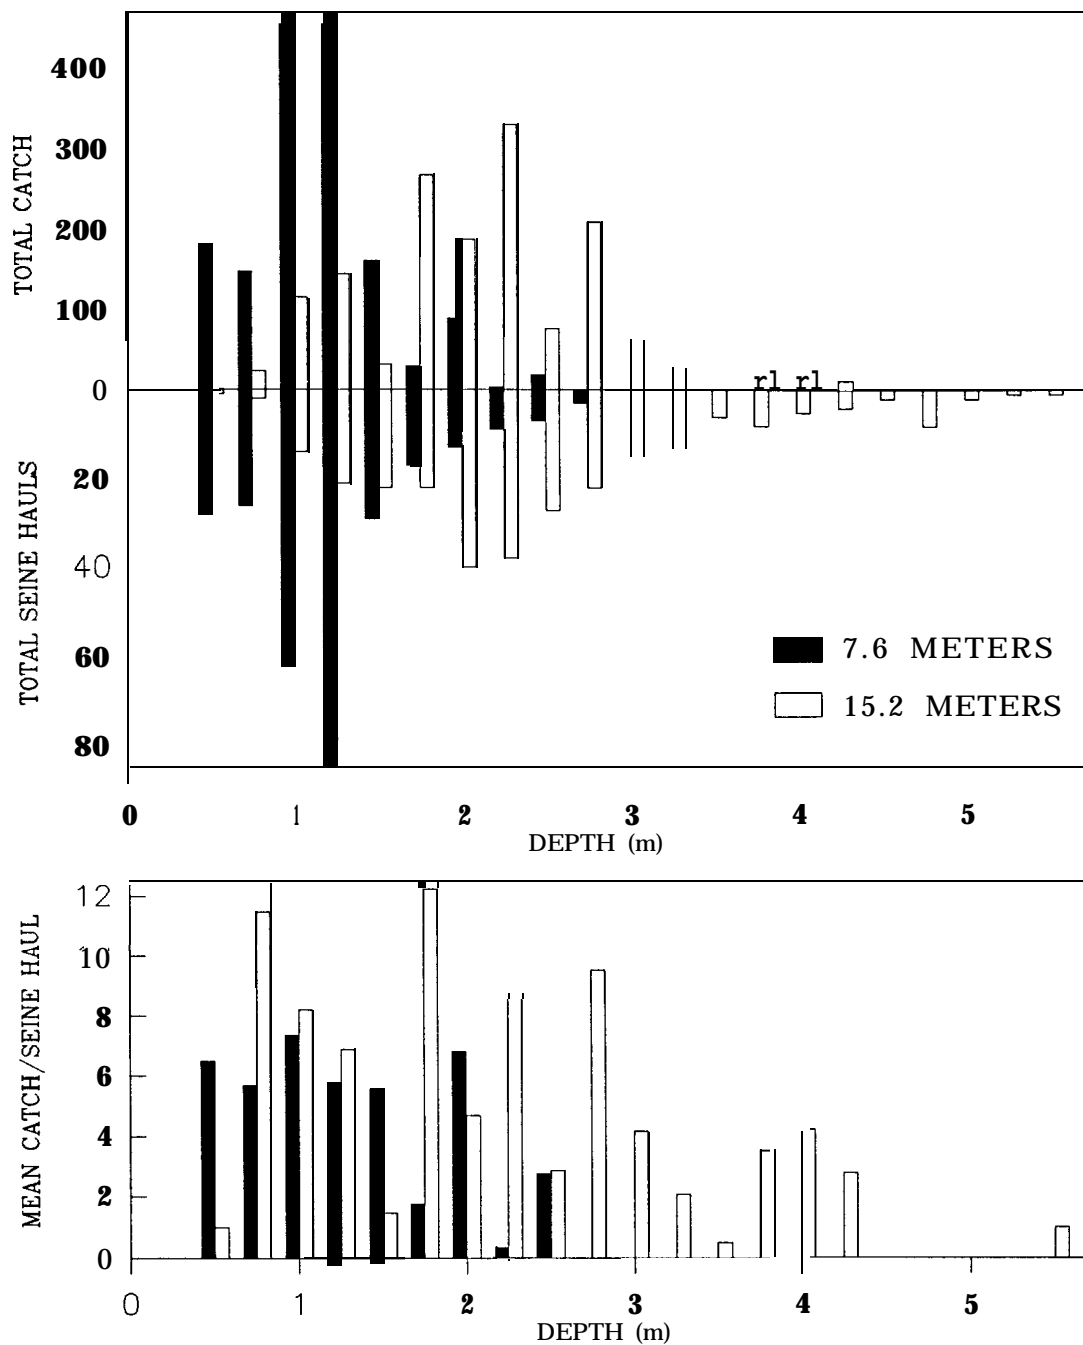 400
300
200
100
0
20
40
60
80
TOTAL CATCH
TOTAL SEINE HAULS
rl rl
7.6 METERS
15.2 METERS
0 1 2 3 4 5
DEPTH (m)
12
10
8
6
4
2
0
MEAN CATCH/SEINE HAUL
0 1 2 3 4 5
DEPTH (m)